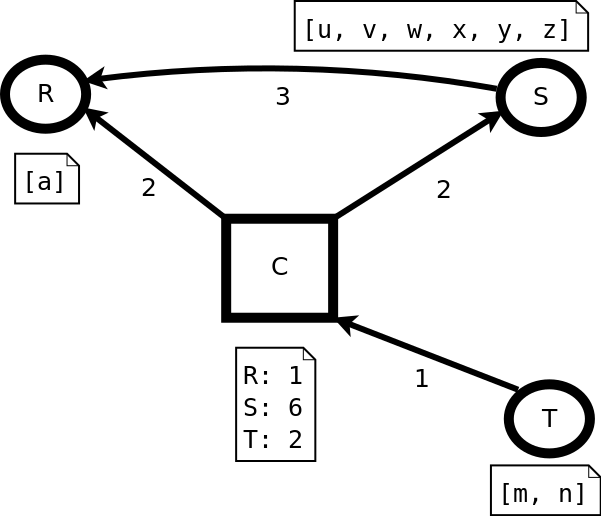 [u, v, w, x, y, z]
R
3
S
[a]
2
2
C
R: 1
S: 6
T: 2
1
T
[m, n]